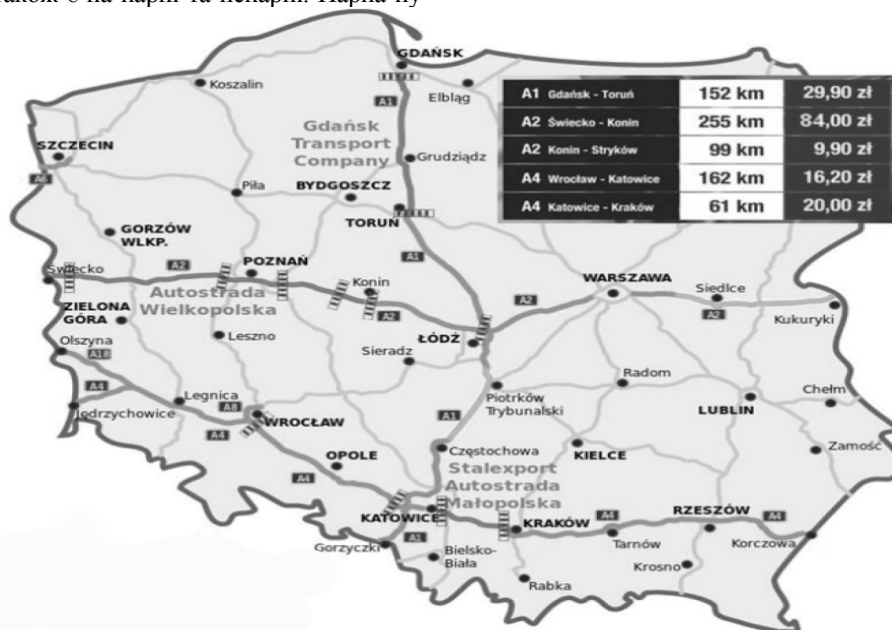 GDAŃSK
Koszalin
Elbląg
A1
A1 Gdańsk - Toruń 152 km 29,90 zł
A2 Świecko - Konin 255 km 84,00 zł
A2 Konin - Stryków 99 km 9,90 zł
A4 Wrocław - Katowice 162 km 16,20 zł
A4 Katowice - Kraków 61 km 20,00 zł
Gdańsk
Transport
Company
SZCZECIN
Grudziądz
Piła
BYDGOSZCZ
TORUŃ
GORZÓW
WLKP.
A1
Świecko
A2
POZNAŃ
Konin
WARSZAWA
Siedlce
Autostrada
Wielkopolska
A2
A2
A2
Kukuryki
ZIELONA
GÓRA
Leszno
ŁÓDŹ
Olszyna
A18
Sieradz
Radom
A4
Legnica
Piotrków
Trybunalski
Chełm
Jędrzychowice
A8
WROCŁAW
A1
LUBLIN
A4
Częstochowa
KIELCE
Zamość
OPOLE
Stalexport
Autostrada
Małopolska
A4
KATOWICE
KRAKÓW
A4
RZESZÓW
A4
A1
Gorzyczki
Bielsko-
Biała
Tarnów
Korczowa
Krosno
Rabka